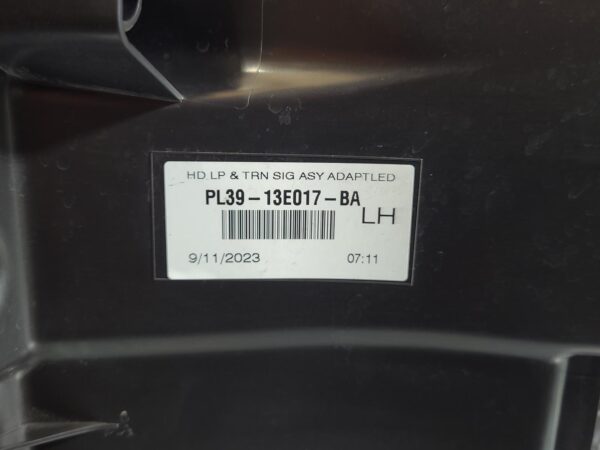 HD LP & TRN SIG ASY ADAPTLED
PL39-13E017-BA
LH
9/11/2023 07:11